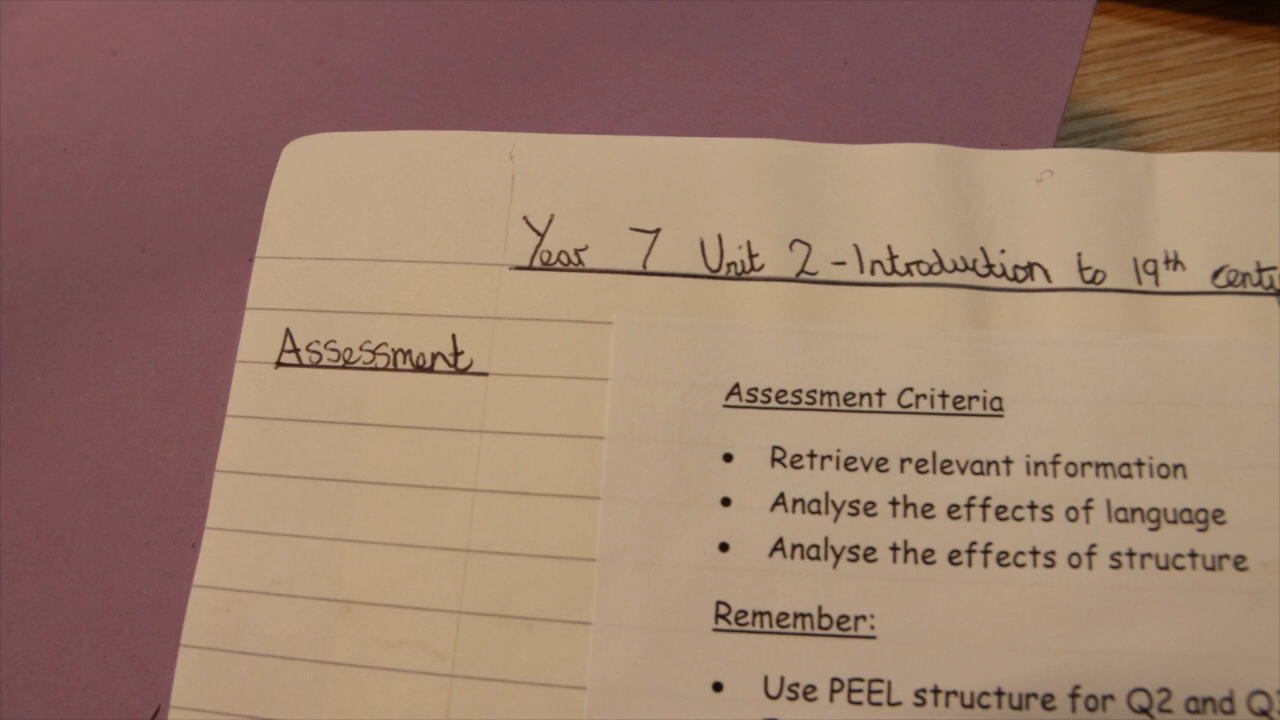 Year 7 Unit 2 - Introduction to 19th
Assessment
Assessment Criteria
• Retrieve relevant information
• Analyse the effects of language
• Analyse the effects of structure
Remember:
• Use PEEL structure for Q2 and